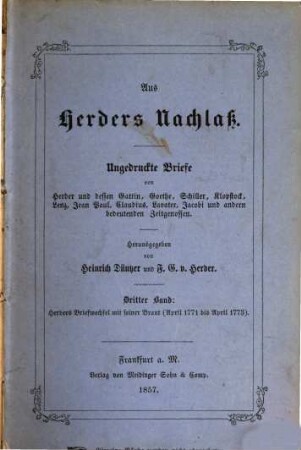 Aus
Herders Nachlaß.
Ungedruckte Briefe
von
Herder und dessen Gattin, Goethe, Schiller, Klopstock,
Lenz, Jean Paul, Claudius, Lavater, Jacobi und andern
bedeutenden Zeitgenossen.
Herausgegeben
von
Heinrich Düntzer und F. G. v. Herder.
Dritter Band:
Herders Briefwechsel mit seiner Braut (April 1771 bis April 1773).
Frankfurt a. M.
Verlag von Meidinger Sohn & Comp.
1857.